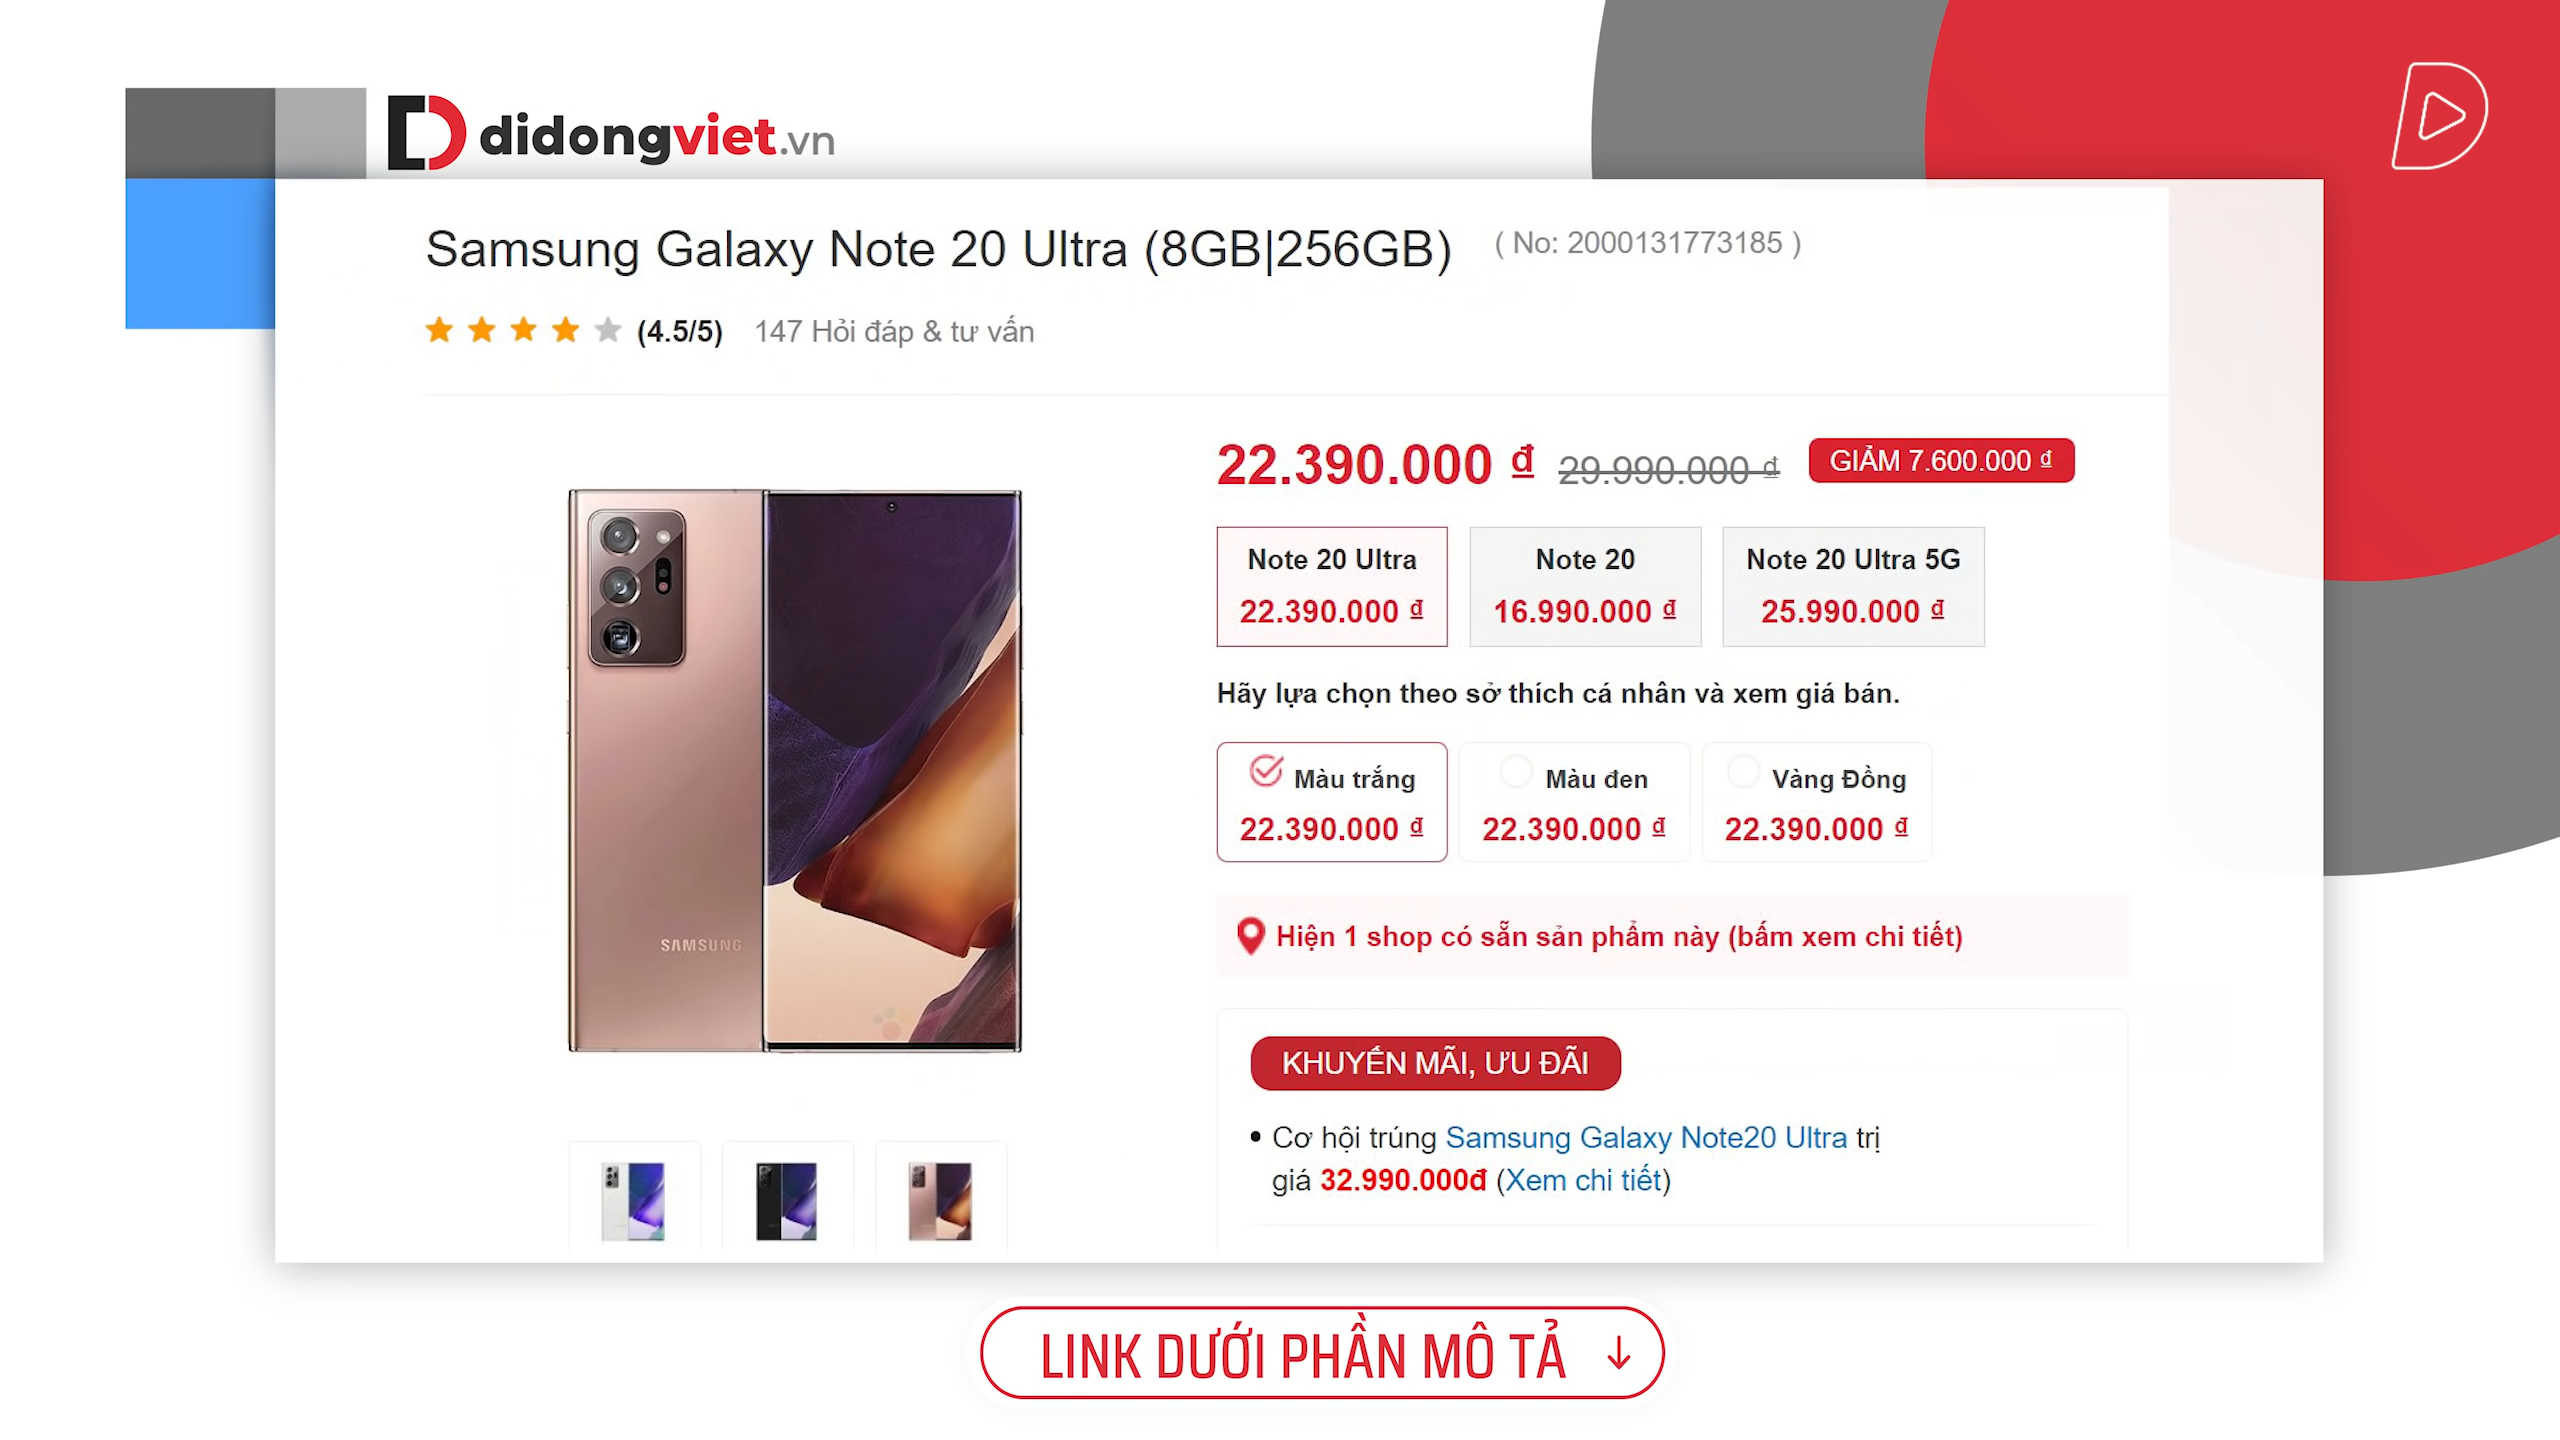 didongviet.vn
Samsung Galaxy Note 20 Ultra (8GB|256GB) ( No: 2000131773185 )
(4.5/5) 147 Hỏi đáp & tư vấn
22.390.000 ₫ 29.990.000 ₫ GIẢM 7.600.000 ₫
Note 20 Ultra Note 20 Note 20 Ultra 5G
22.390.000 ₫ 16.990.000 ₫ 25.990.000 ₫
Hãy lựa chọn theo sở thích cá nhân và xem giá bán.
Màu trắng Màu đen Vàng Đồng
22.390.000 ₫ 22.390.000 ₫ 22.390.000 ₫
SAMSUNG
Hiện 1 shop có sẵn sản phẩm này (bấm xem chi tiết)
KHUYẾN MÃI, ƯU ĐÃI
• Cơ hội trúng Samsung Galaxy Note20 Ultra trị
giá 32.990.000đ (Xem chi tiết)
LINK DƯỚI PHẦN MÔ TẢ ↓